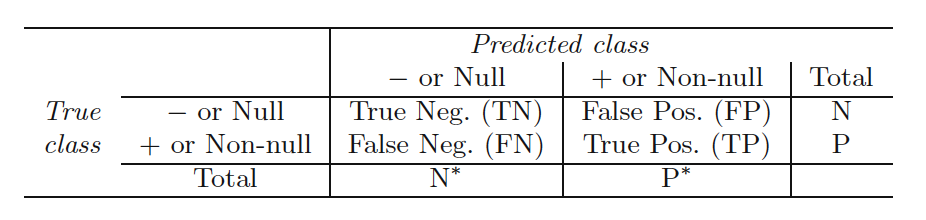 Predicted class
− or Null + or Non-null Total
True − or Null True Neg. (TN) False Pos. (FP) N
class + or Non-null False Neg. (FN) True Pos. (TP) P
Total N* P*